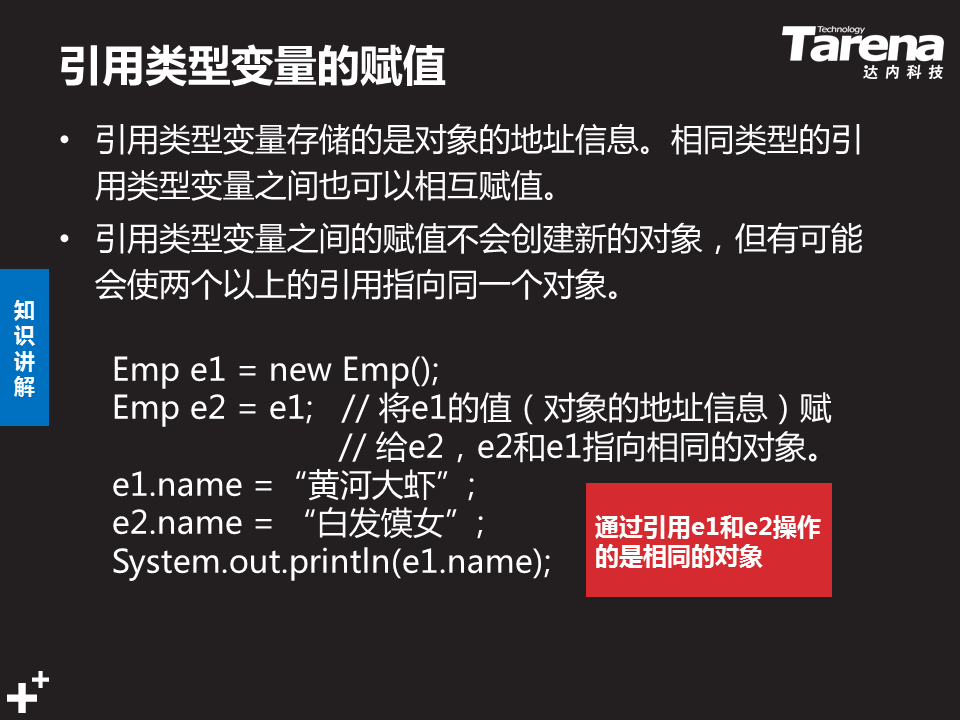 引用类型变量的赋值
Technology
Tarena
达内科技
• 引用类型变量存储的是对象的地址信息。相同类型的引
用类型变量之间也可以相互赋值。
• 引用类型变量之间的赋值不会创建新的对象，但有可能
会使两个以上的引用指向同一个对象。
知
识
讲
解
Emp e1 = new Emp();
Emp e2 = e1; // 将e1的值（对象的地址信息）赋
// 给e2，e2和e1指向相同的对象。
e1.name =“黄河大虾”;
e2.name = “白发馍女”;
System.out.println(e1.name);
通过引用e1和e2操作
的是相同的对象